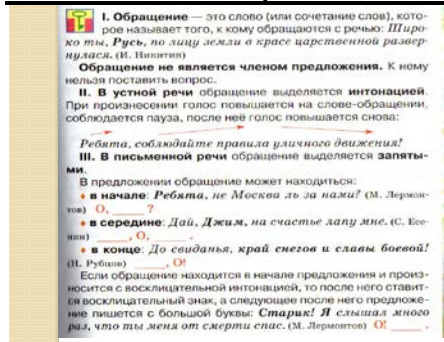 I. Обращение — это слово (или сочетание слов), кото-
рое называет того, к кому обращаются с речью: Широ-
ко ты, Русь, по лицу земли в красе царственной развер-
нулася. (И. Никитин)
Обращение не является членом предложения. К нему
нельзя поставить вопрос.
II. В устной речи обращение выделяется интонацией.
При произнесении голос повышается на слове-обращении,
соблюдается пауза, после неё голос повышается снова:
Ребята, соблюдайте правила уличного движения!
III. В письменной речи обращение выделяется запяты-
ми.
В предложении обращение может находиться:
♦ в начале: Ребята, не Москва ль за нами? (М. Лермон-
тов) О, ____ ?
♦ в середине: Дай, Джим, на счастье лапу мне. (С. Есе-
нин) ____, О, ____ .
♦ в конце: До свиданья, край снегов и славы боевой!
(Н. Рубцов) ____, О!
Если обращение находится в начале предложения и произ-
носится с восклицательной интонацией, то после него ставит-
ся восклицательный знак, а следующее после него предложе-
ние пишется с большой буквы: Старик! Я слышал много
раз, что ты меня от смерти спас. (М. Лермонтов) О! ____ .